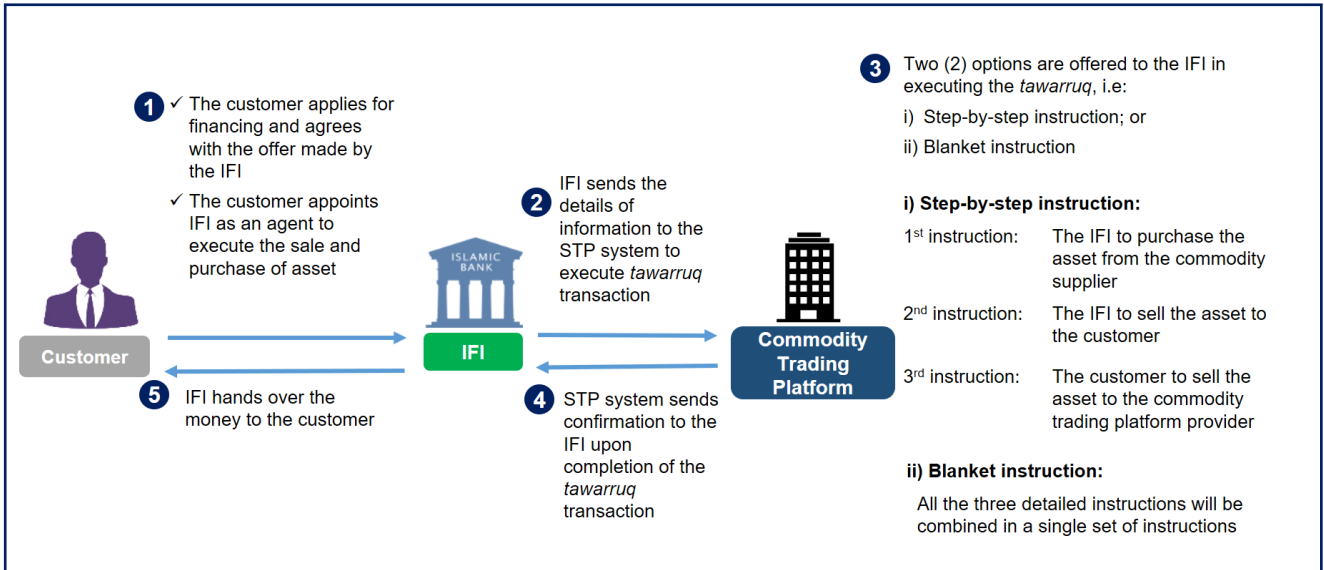 1
✓ The customer applies for
financing and agrees
with the offer made by
the IFI
✓ The customer appoints
IFI as an agent to
execute the sale and
purchase of asset
Customer
ISLAMIC
BANK
IFI
2
IFI sends the
details of
information to the
STP system to
execute tawarruq
transaction
Commodity
Trading
Platform
3
Two (2) options are offered to the IFI in
executing the tawarruq, i.e:
i) Step-by-step instruction; or
ii) Blanket instruction
i) Step-by-step instruction:
1st instruction: The IFI to purchase the
asset from the commodity
supplier
2nd instruction: The IFI to sell the asset to
the customer
3rd instruction: The customer to sell the
asset to the commodity
trading platform provider
ii) Blanket instruction:
All the three detailed instructions will be
combined in a single set of instructions
4
STP system sends
confirmation to the
IFI upon
completion of the
tawarruq
transaction
5
IFI hands over the
money to the customer